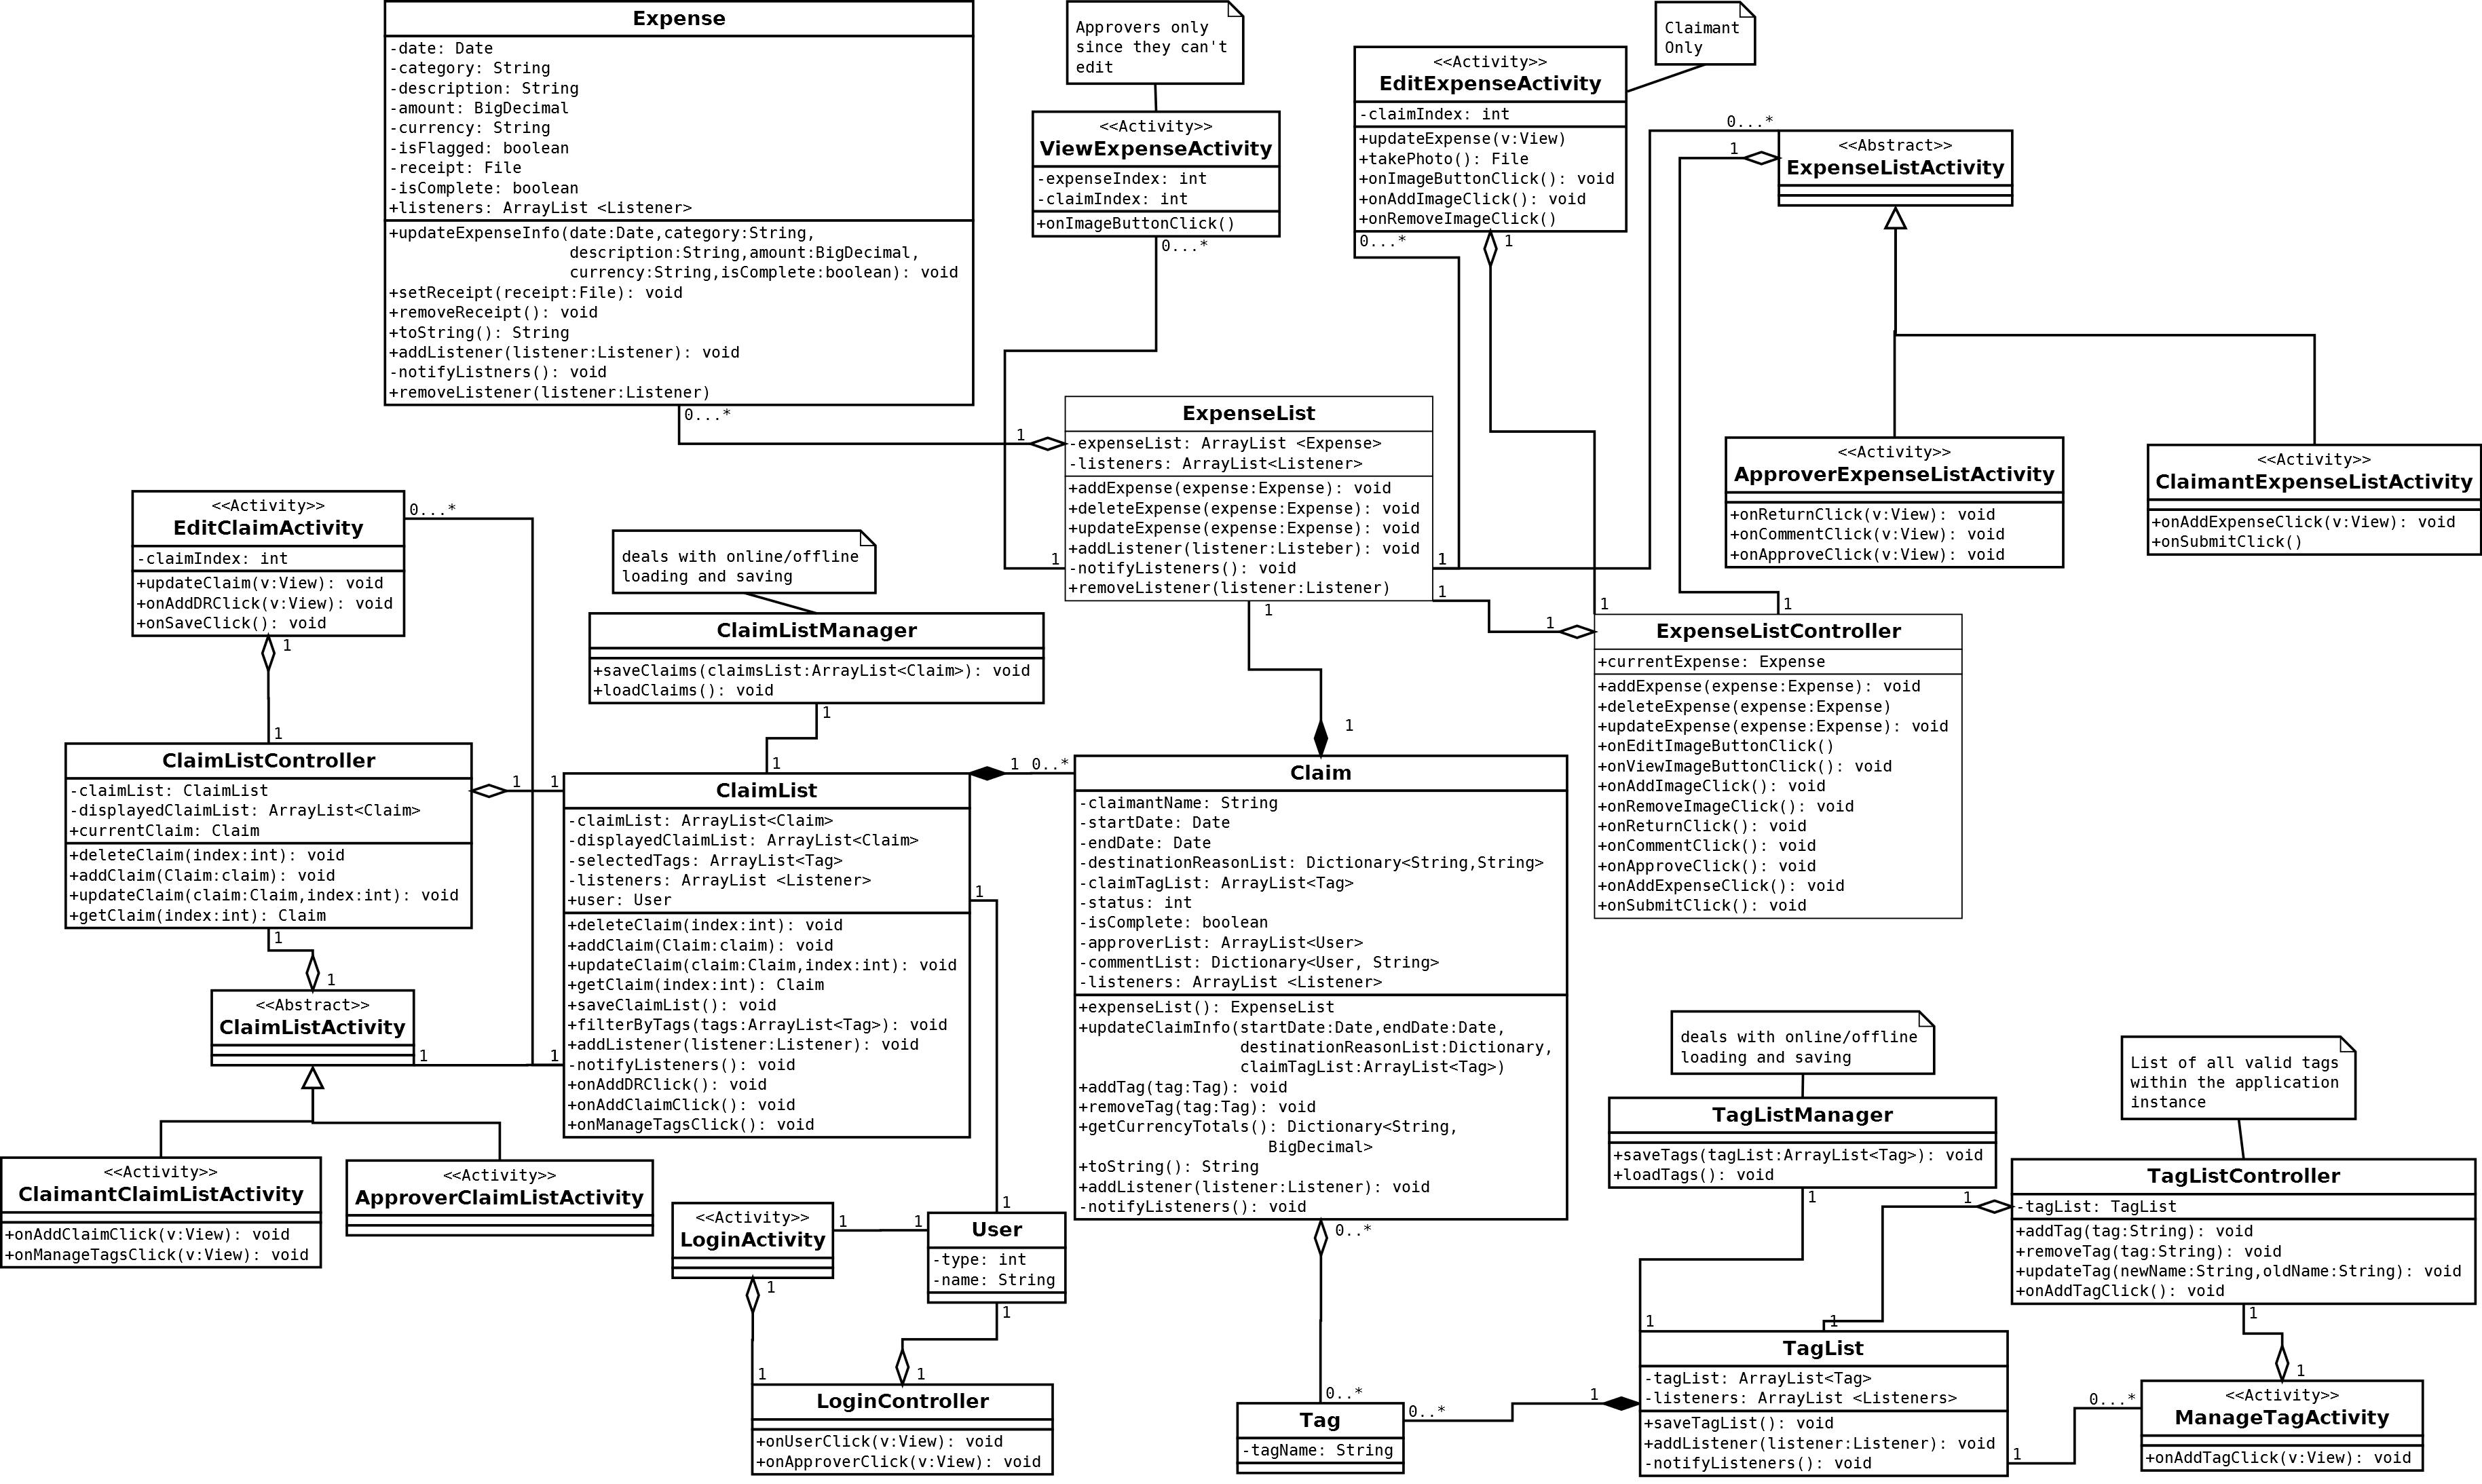 Expense
-date: Date
-category: String
-description: String
-amount: BigDecimal
-currency: String
-isFlagged: boolean
-receipt: File
-isComplete: boolean
+listeners: ArrayList <Listener>
+updateExpenseInfo(date:Date,category:String,
description:String,amount:BigDecimal,
currency:String,isComplete:boolean): void
+setReceipt(receipt:File): void
+removeReceipt(): void
+toString(): String
+addListener(listener:Listener): void
-notifyListners(): void
+removeListener(listener:Listener)
0...*
1
Approvers only
since they can't
edit
<<Activity>>
ViewExpenseActivity
-expenseIndex: int
-claimIndex: int
+onImageButtonClick()
0...*
1
Claimant
Only
<<Activity>>
EditExpenseActivity
-claimIndex: int
+updateExpense(v:View)
+takePhoto(): File
+onImageButtonClick(): void
+onAddImageClick(): void
+onRemoveImageClick()
0...*
1
0...*
1
<<Abstract>>
ExpenseListActivity
<<Activity>>
ApproverExpenseListActivity
+onReturnClick(v:View): void
+onCommentClick(v:View): void
+onApproveClick(v:View): void
<<Activity>>
ClaimantExpenseListActivity
+onAddExpenseClick(v:View): void
+onSubmitClick()
ExpenseList
-expenseList: ArrayList <Expense>
-listeners: ArrayList<Listener>
+addExpense(expense:Expense): void
+deleteExpense(expense:Expense): void
+updateExpense(expense:Expense): void
+addListener(listener:Listeber): void
-notifyListeners(): void
+removeListener(listener:Listener)
1
1
1
1
1
1
ExpenseListController
+currentExpense: Expense
+addExpense(expense:Expense): void
+deleteExpense(expense:Expense)
+updateExpense(expense:Expense): void
+onEditImageButtonClick()
+onViewImageButtonClick(): void
+onAddImageClick(): void
+onRemoveImageClick(): void
+onReturnClick(): void
+onCommentClick(): void
+onApproveClick(): void
+onAddExpenseClick(): void
+onSubmitClick(): void
<<Activity>>
EditClaimActivity
-claimIndex: int
+updateClaim(v:View): void
+onAddDRClick(v:View): void
+onSaveClick(): void
0...*
1
1
deals with online/offline
loading and saving
ClaimListManager
+saveClaims(claimsList:ArrayList<Claim>): void
+loadClaims(): void
1
1
ClaimListController
-claimList: ClaimList
-displayedClaimList: ArrayList<Claim>
+currentClaim: Claim
+deleteClaim(index:int): void
+addClaim(Claim:claim): void
+updateClaim(claim:Claim,index:int): void
+getClaim(index:int): Claim
1
1
1
1
<<Abstract>>
ClaimListActivity
1
1
<<Activity>>
ClaimantClaimListActivity
+onAddClaimClick(v:View): void
+onManageTagsClick(v:View): void
<<Activity>>
ApproverClaimListActivity
ClaimList
-claimList: ArrayList<Claim>
-displayedClaimList: ArrayList<Claim>
-selectedTags: ArrayList<Tag>
-listeners: ArrayList <Listener>
+user: User
+deleteClaim(index:int): void
+addClaim(Claim:claim): void
+updateClaim(claim:Claim,index:int): void
+getClaim(index:int): Claim
+saveClaimList(): void
+filterByTags(tags:ArrayList<Tag>): void
+addListener(listener:Listener): void
-notifyListeners(): void
+onAddDRClick(): void
+onAddClaimClick(): void
+onManageTagsClick(): void
1 0..*
1
1
1
Claim
-claimantName: String
-startDate: Date
-endDate: Date
-destinationReasonList: Dictionary<String,String>
-claimTagList: ArrayList<Tag>
-status: int
-isComplete: boolean
-approverList: ArrayList<User>
-commentList: Dictionary<User, String>
-listeners: ArrayList <Listener>
+expenseList(): ExpenseList
+updateClaimInfo(startDate:Date,endDate:Date,
destinationReasonList:Dictionary,
claimTagList:ArrayList<Tag>)
+addTag(tag:Tag): void
+removeTag(tag:Tag): void
+getCurrencyTotals(): Dictionary<String,
BigDecimal>
+toString(): String
+addListener(listener:Listener): void
-notifyListeners(): void
0..*
0..*
<<Activity>>
LoginActivity
1
1
1
User
-type: int
-name: String
1
1
1
LoginController
+onUserClick(v:View): void
+onApproverClick(v:View): void
Tag
-tagName: String
0..*
1
deals with online/offline
loading and saving
TagListManager
+saveTags(tagList:ArrayList<Tag>): void
+loadTags(): void
1
1
List of all valid tags
within the application
instance
TagListController
-tagList: TagList
+addTag(tag:String): void
+removeTag(tag:String): void
+updateTag(newName:String,oldName:String): void
+onAddTagClick(): void
1
1
1
1
TagList
-tagList: ArrayList<Tag>
-listeners: ArrayList <Listeners>
+saveTagList(): void
+addListener(listener:Listener): void
-notifyListeners(): void
1
0...*
<<Activity>>
ManageTagActivity
+onAddTagClick(v:View): void